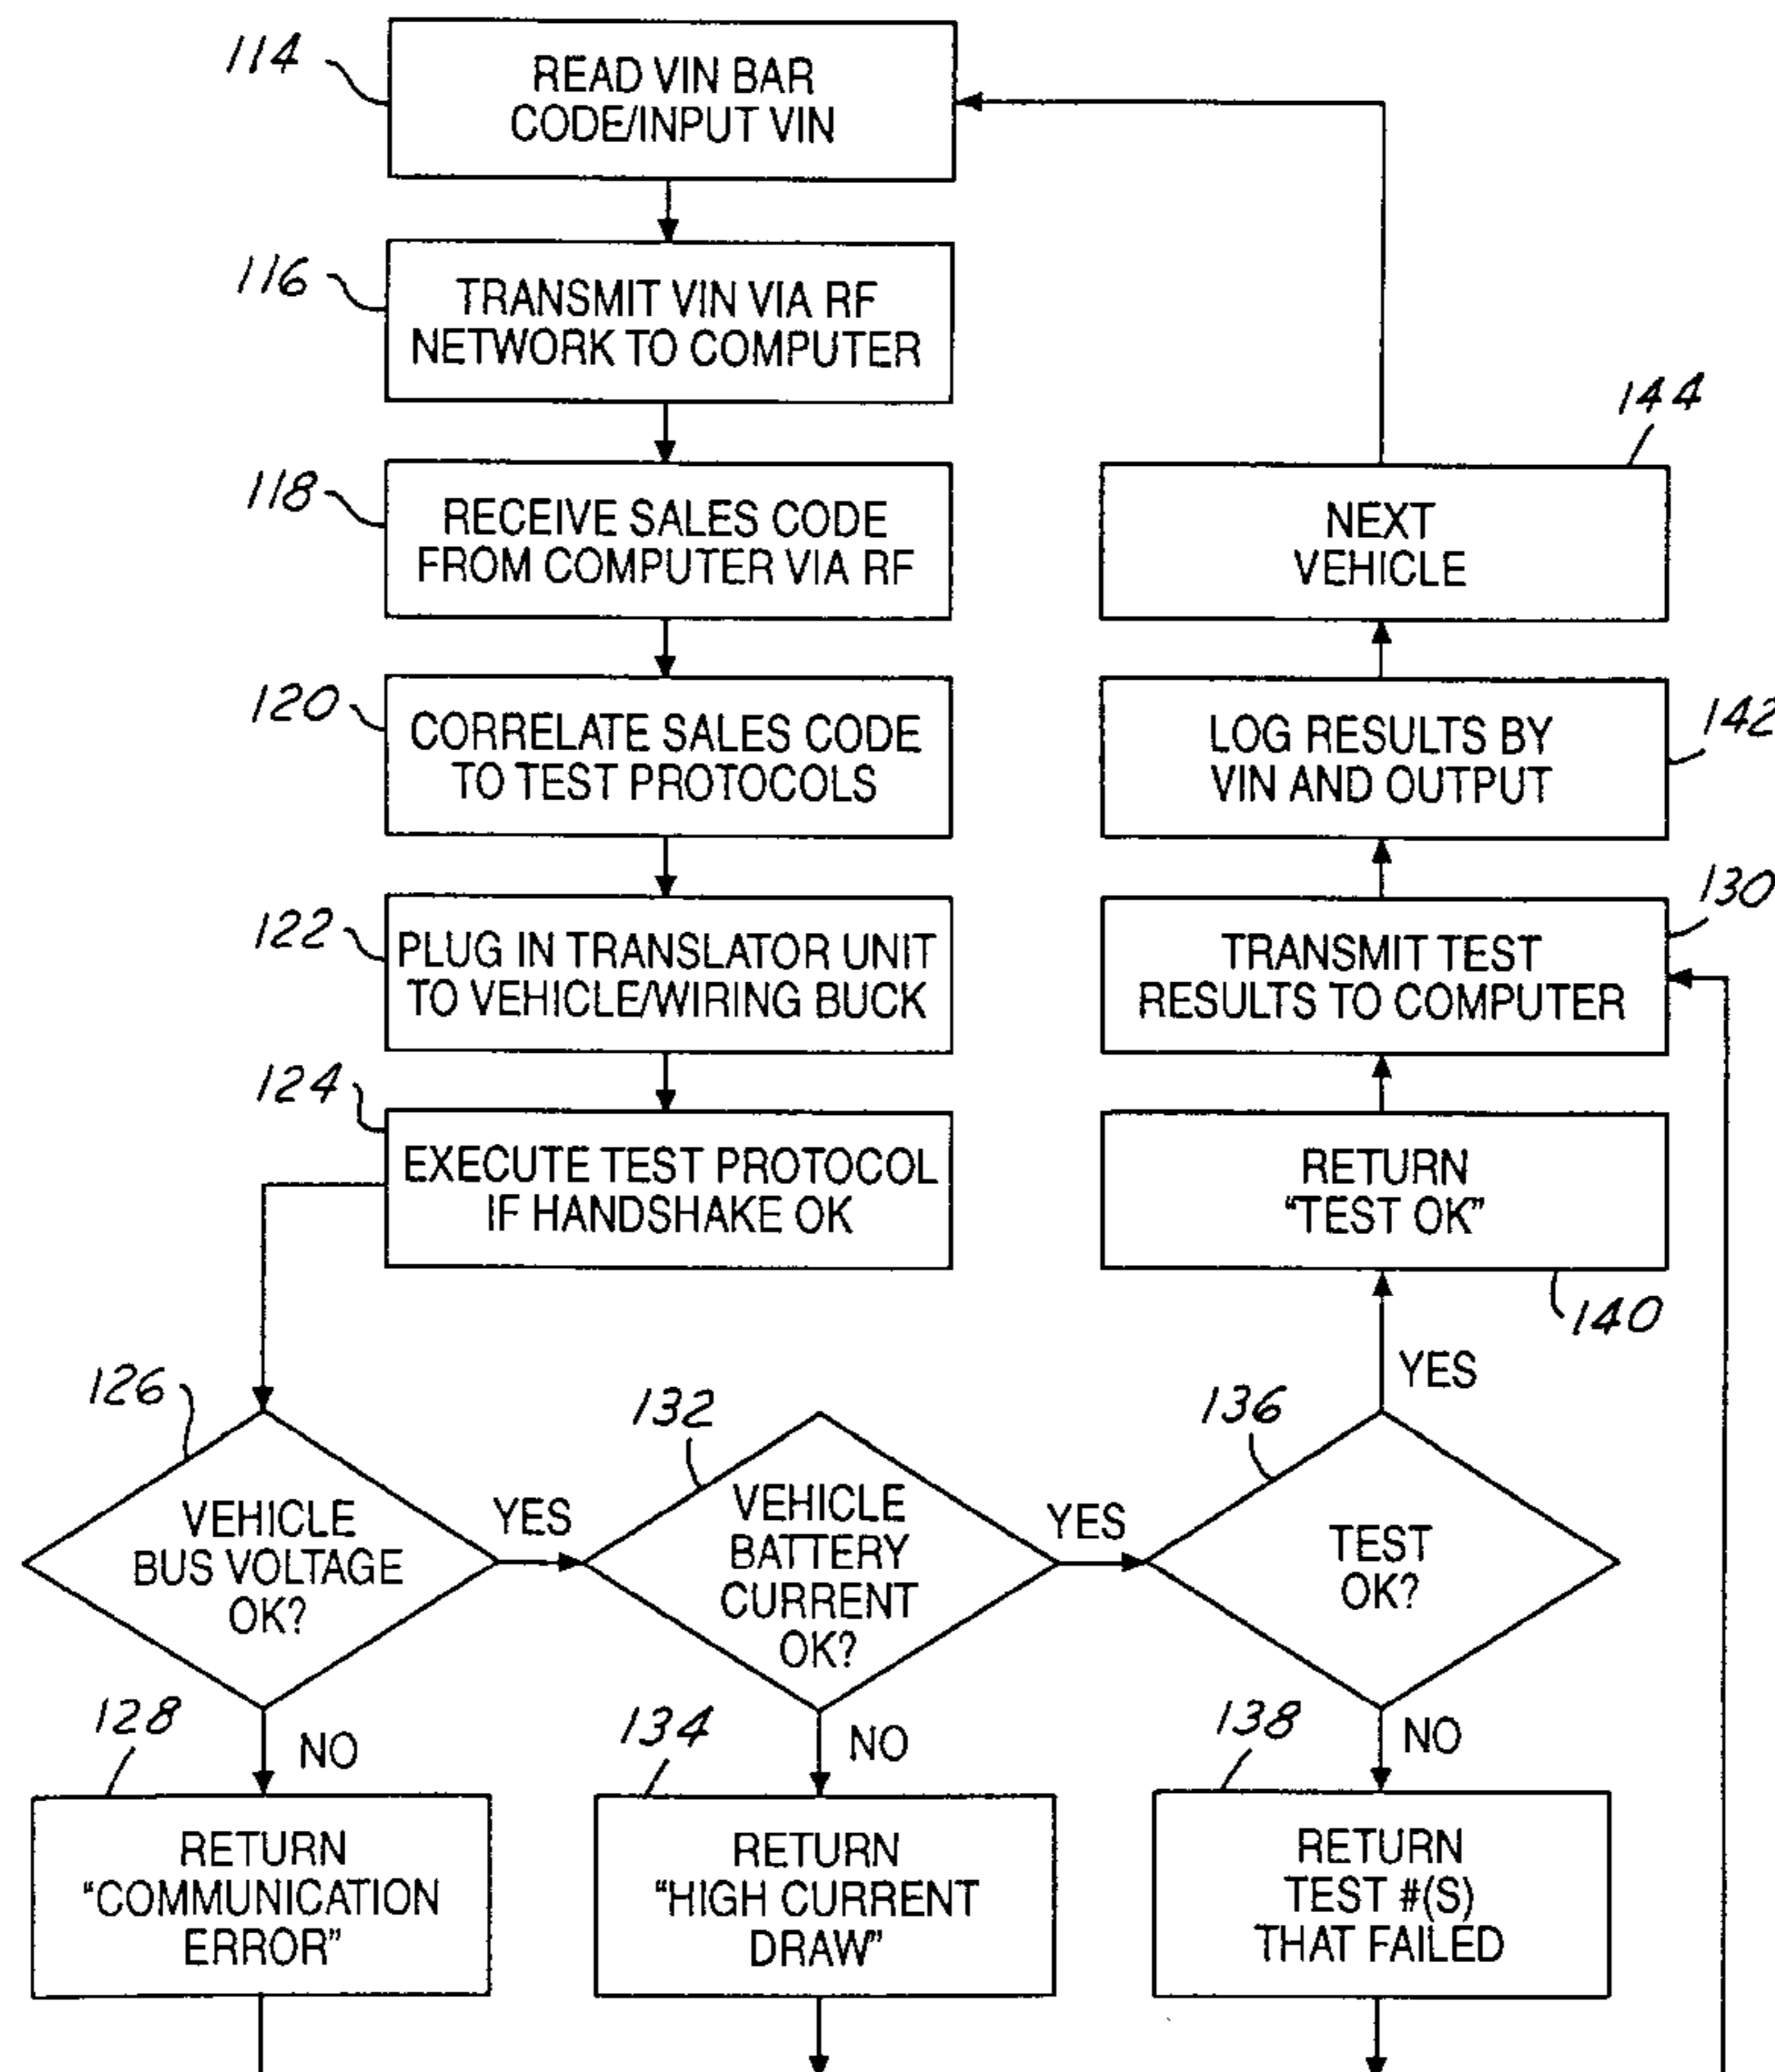 114
READ VIN BAR
CODE/INPUT VIN
116
TRANSMIT VIN VIA RF
NETWORK TO COMPUTER
118
RECEIVE SALES CODE
FROM COMPUTER VIA RF
120
CORRELATE SALES CODE
TO TEST PROTOCOLS
122
PLUG IN TRANSLATOR UNIT
TO VEHICLE/WIRING BUCK
124
EXECUTE TEST PROTOCOL
IF HANDSHAKE OK
126
VEHICLE
BUS VOLTAGE
OK?
YES
NO
128
RETURN
“COMMUNICATION
ERROR”
132
VEHICLE
BATTERY
CURRENT
OK?
YES
NO
134
RETURN
“HIGH CURRENT
DRAW”
136
TEST
OK?
YES
NO
138
RETURN
TEST #(S)
THAT FAILED
140
RETURN
“TEST OK”
130
TRANSMIT TEST
RESULTS TO COMPUTER
142
LOG RESULTS BY
VIN AND OUTPUT
144
NEXT
VEHICLE